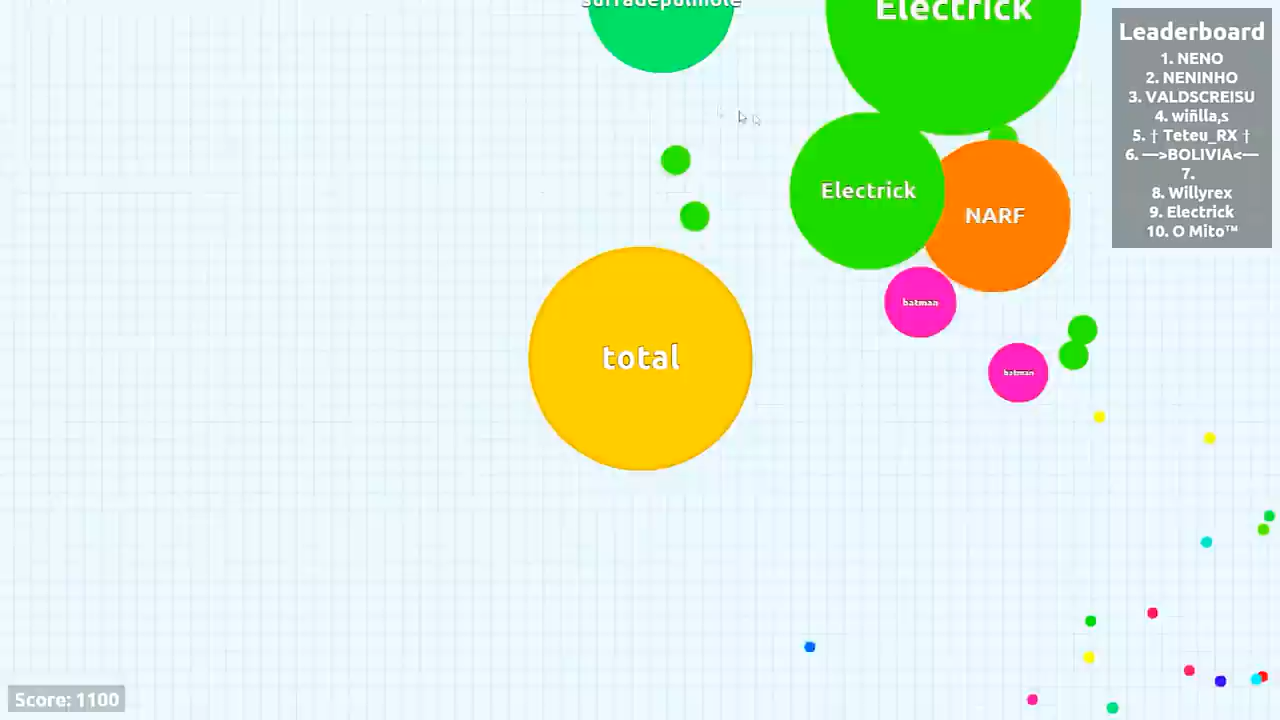 surradepulmole
Electrick
Electrick
NARF
batman
total
batman
Leaderboard
1. NENO
2. NENINHO
3. VALDSCREISU
4. wiñlla,s
5. † Teteu_RX †
6. —>BOLIVIA<—
7.
8. Willyrex
9. Electrick
10. O Mito™
Score: 1100